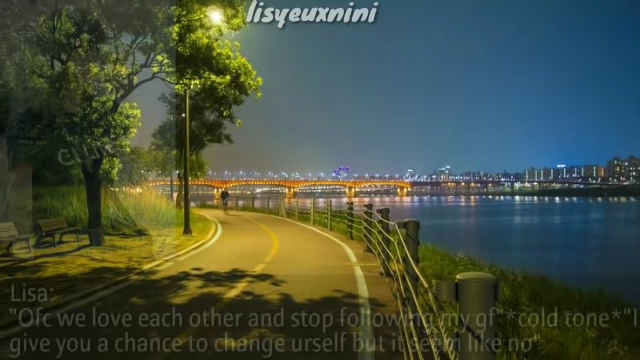 lisyeuxnini
Lisa:
"Ofc we love each other and stop following my gf"*cold tone*"I
give you a chance to change urself but it seem like no"